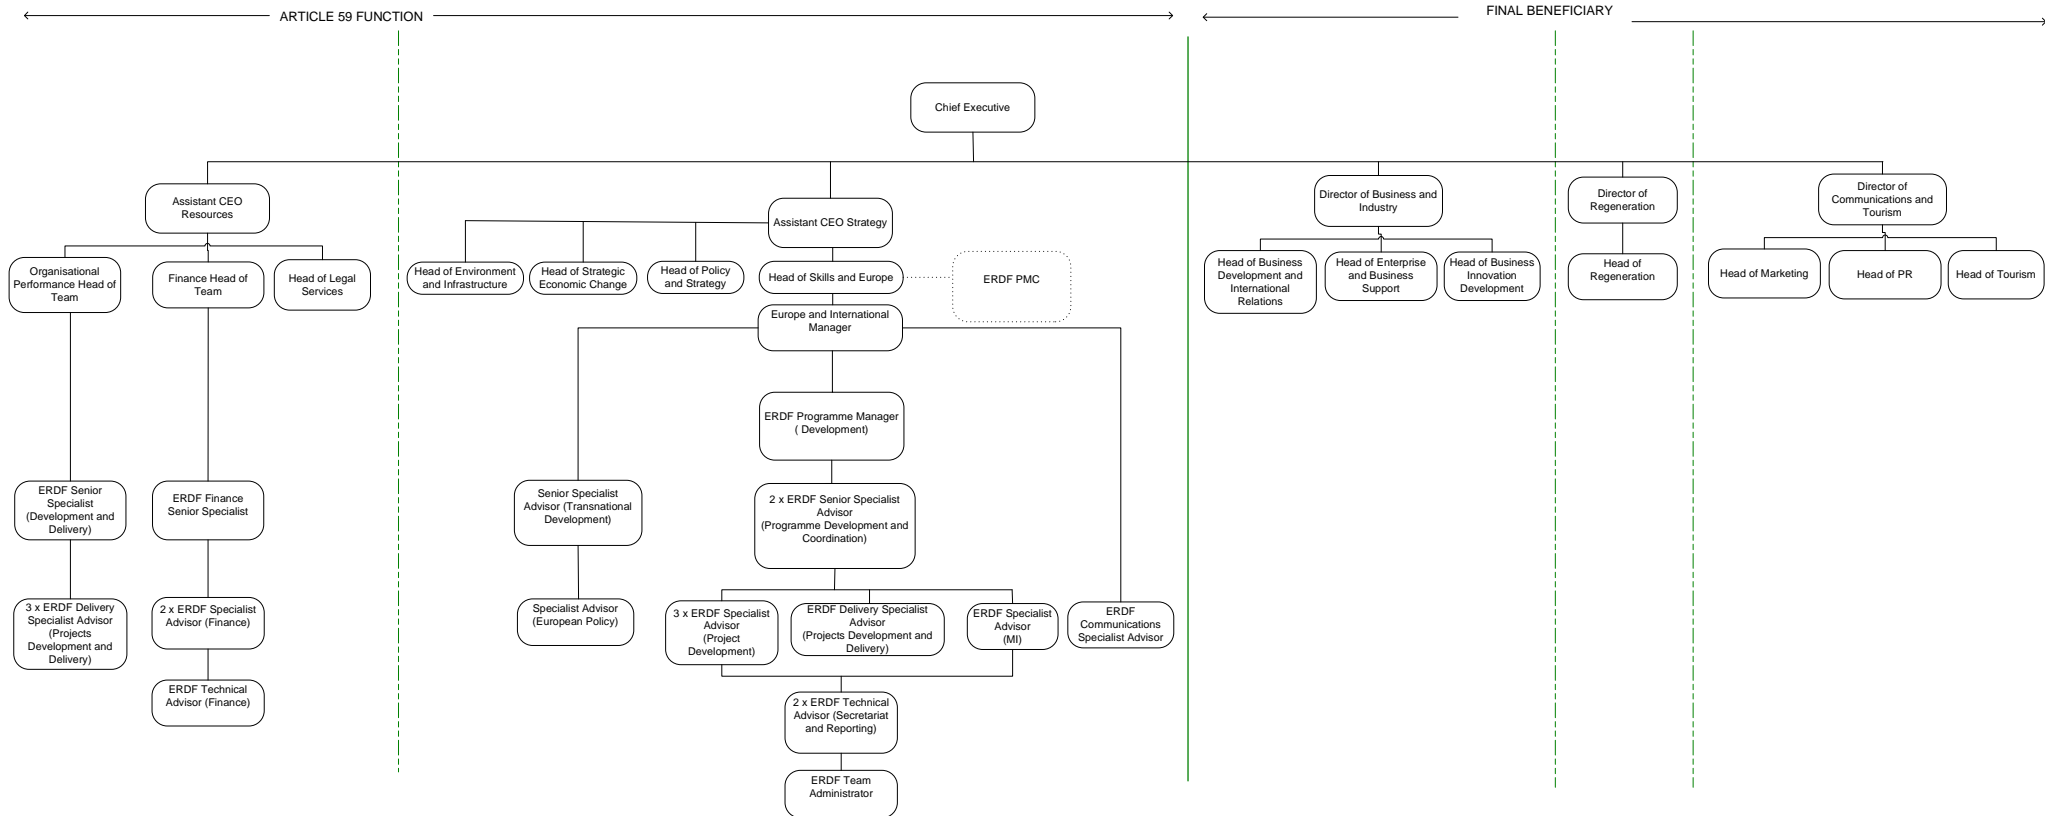 ARTICLE 59 FUNCTION
FINAL BENEFICIARY
Chief Executive
Assistant CEO
Resources
Assistant CEO Strategy
Director of Business and
Industry
Director of
Regeneration
Director of
Communications and
Tourism
Organisational
Performance Head of
Team
Finance Head of
Team
Head of Legal
Services
Head of Environment
and Infrastructure
Head of Strategic
Economic Change
Head of Policy
and Strategy
Head of Skills and Europe
ERDF PMC
Head of Business
Development and
International
Relations
Head of Enterprise
and Business
Support
Head of Business
Innovation
Development
Head of
Regeneration
Head of Marketing
Head of PR
Head of Tourism
Europe and International
Manager
ERDF Programme Manager
( Development)
ERDF Senior
Specialist
(Development and
Delivery)
ERDF Finance
Senior Specialist
Senior Specialist
Advisor (Transnational
Development)
2 x ERDF Senior Specialist
Advisor
(Programme Development and
Coordination)
3 x ERDF Delivery
Specialist Advisor
(Projects
Development and
Delivery)
2 x ERDF Specialist
Advisor (Finance)
Specialist Advisor
(European Policy)
3 x ERDF Specialist
Advisor
(Project
Development)
ERDF Delivery Specialist
Advisor
(Projects Development and
Delivery)
ERDF Specialist
Advisor
(MI)
ERDF
Communications
Specialist Advisor
ERDF Technical
Advisor (Finance)
2 x ERDF Technical
Advisor (Secretariat
and Reporting)
ERDF Team
Administrator